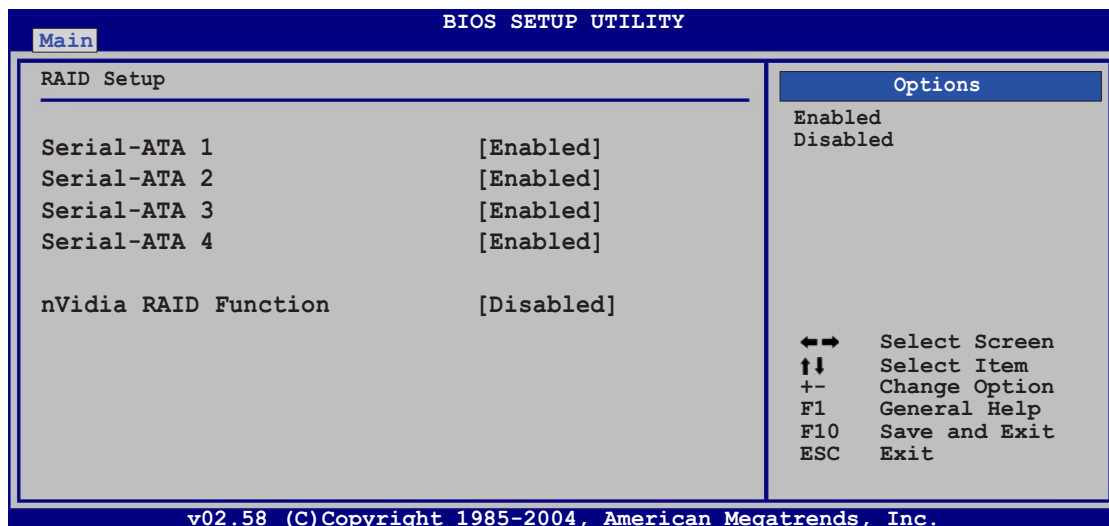 BIOS SETUP UTILITY
Main
RAID Setup
Serial-ATA 1 [Enabled]
Serial-ATA 2 [Enabled]
Serial-ATA 3 [Enabled]
Serial-ATA 4 [Enabled]
nVidia RAID Function [Disabled]
Options
Enabled
Disabled
←→ Select Screen
↑↓ Select Item
+- Change Option
F1 General Help
F10 Save and Exit
ESC Exit
v02.58 (C)Copyright 1985-2004, American Megatrends, Inc.